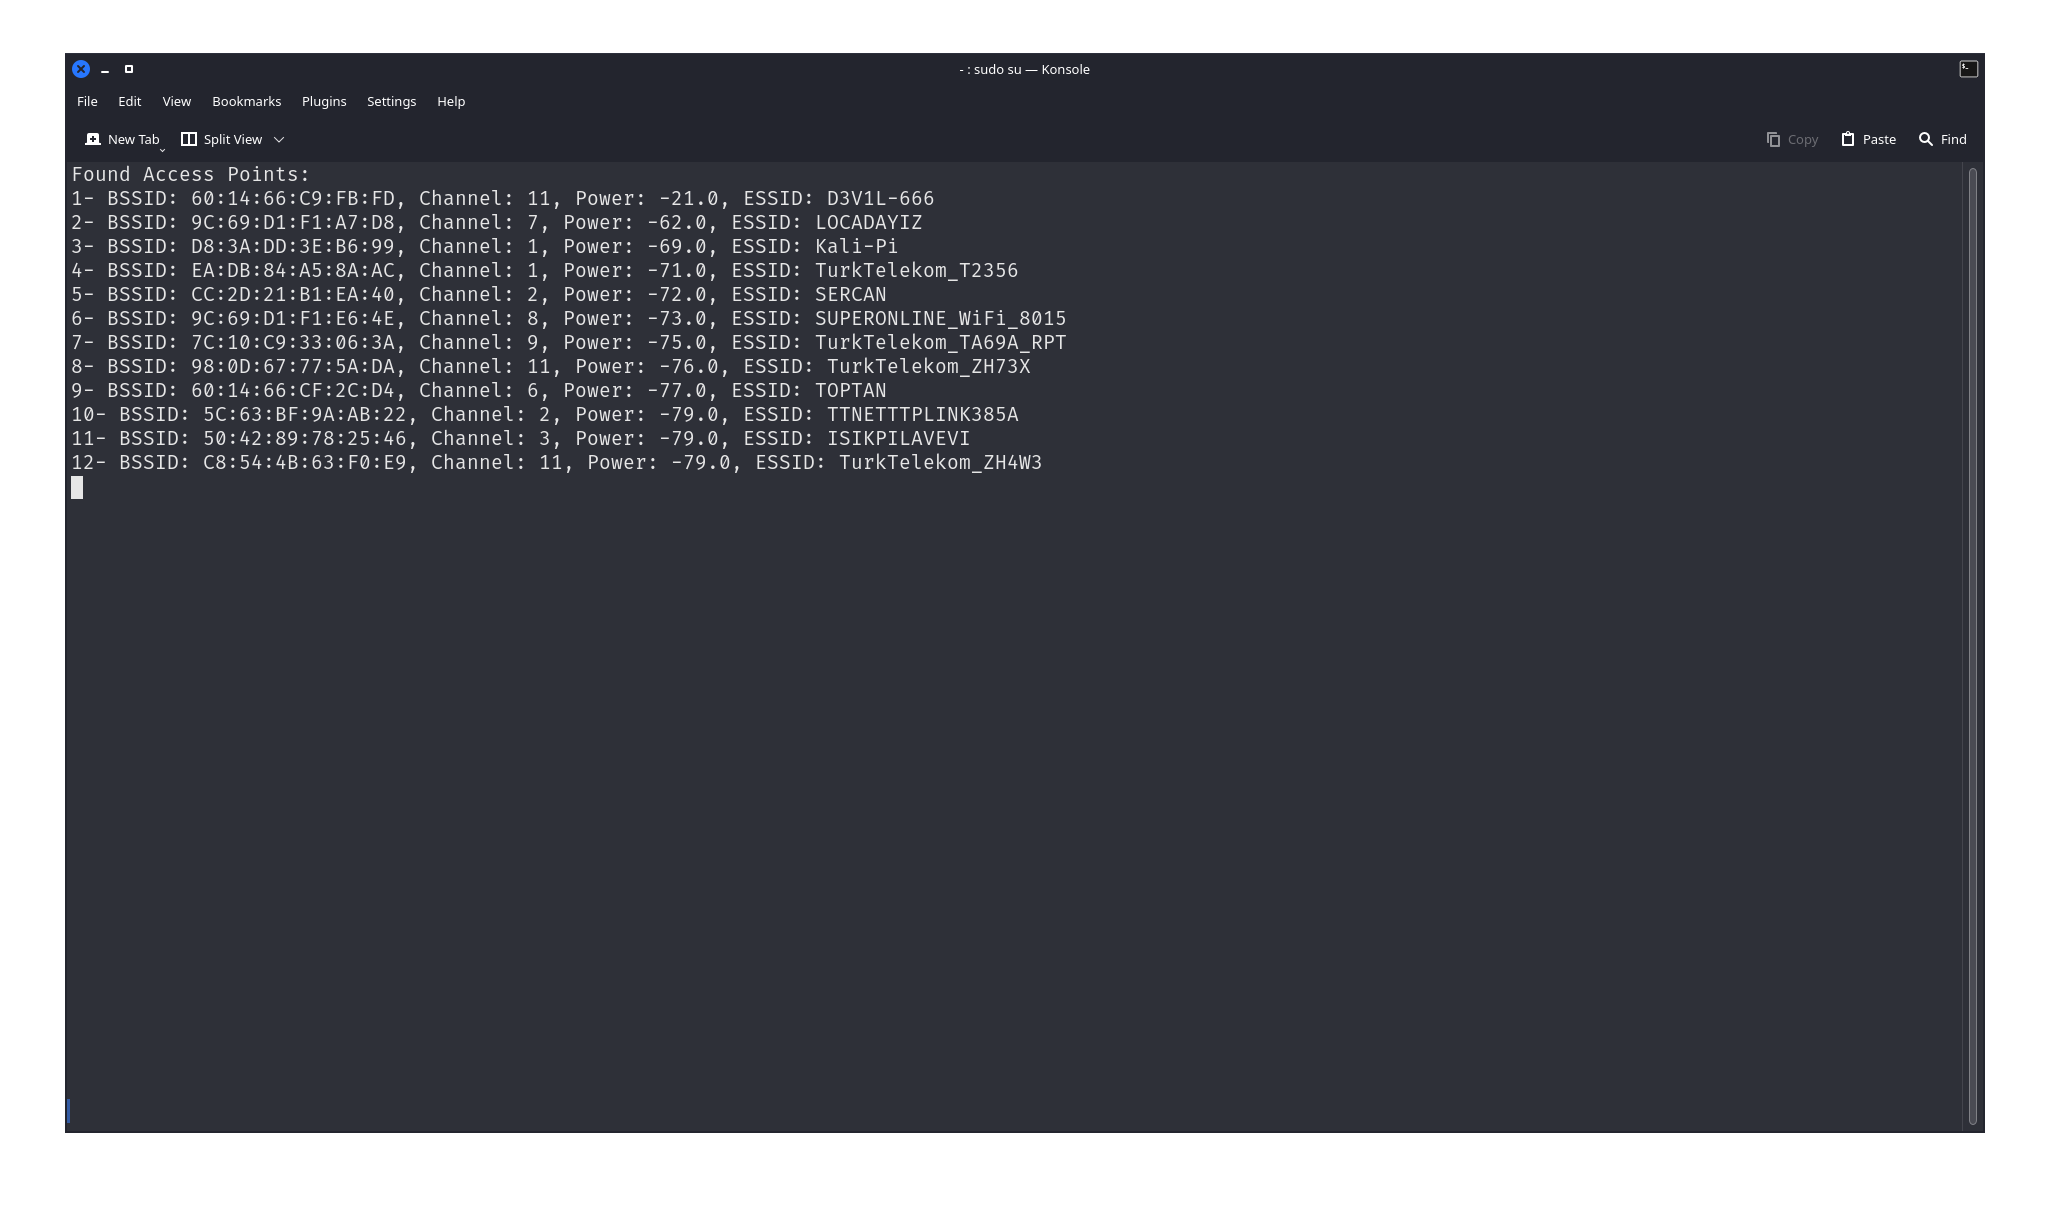 - : sudo su — Konsole
File Edit View Bookmarks Plugins Settings Help
New Tab Split View Copy Paste Find
Found Access Points:
1- BSSID: 60:14:66:C9:FB:FD, Channel: 11, Power: -21.0, ESSID: D3V1L-666
2- BSSID: 9C:69:D1:F1:A7:D8, Channel: 7, Power: -62.0, ESSID: LOCADAYIZ
3- BSSID: D8:3A:DD:3E:B6:99, Channel: 1, Power: -69.0, ESSID: Kali-Pi
4- BSSID: EA:DB:84:A5:8A:AC, Channel: 1, Power: -71.0, ESSID: TurkTelekom_T2356
5- BSSID: CC:2D:21:B1:EA:40, Channel: 2, Power: -72.0, ESSID: SERCAN
6- BSSID: 9C:69:D1:F1:E6:4E, Channel: 8, Power: -73.0, ESSID: SUPERONLINE_WiFi_8015
7- BSSID: 7C:10:C9:33:06:3A, Channel: 9, Power: -75.0, ESSID: TurkTelekom_TA69A_RPT
8- BSSID: 98:0D:67:77:5A:DA, Channel: 11, Power: -76.0, ESSID: TurkTelekom_ZH73X
9- BSSID: 60:14:66:CF:2C:D4, Channel: 6, Power: -77.0, ESSID: TOPTAN
10- BSSID: 5C:63:BF:9A:AB:22, Channel: 2, Power: -79.0, ESSID: TTNETTTPLINK385A
11- BSSID: 50:42:89:78:25:46, Channel: 3, Power: -79.0, ESSID: ISIKPILAVEVI
12- BSSID: C8:54:4B:63:F0:E9, Channel: 11, Power: -79.0, ESSID: TurkTelekom_ZH4W3